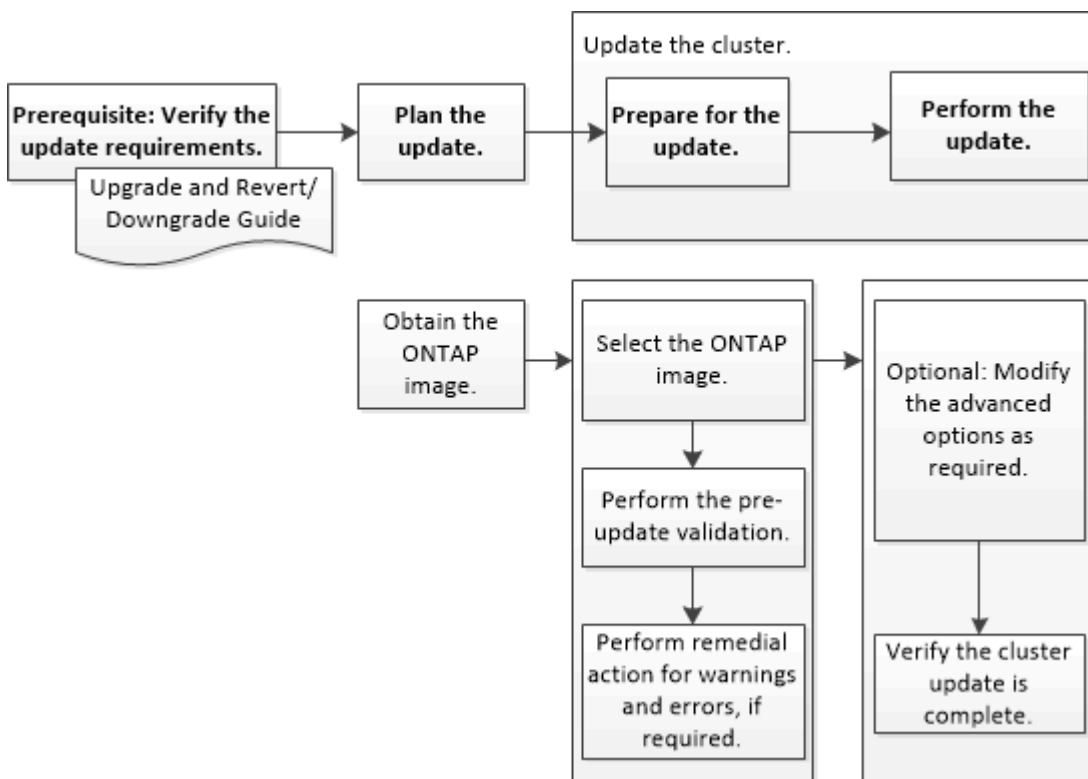 Update the cluster.
Prerequisite: Verify the
update requirements.
Upgrade and Revert/
Downgrade Guide
Plan the
update.
Prepare for the
update.
Perform the
update.
Obtain the
ONTAP
image.
Select the ONTAP
image.
Perform the pre-
update validation.
Perform remedial
action for warnings
and errors, if
required.
Optional: Modify
the advanced
options as
required.
Verify the cluster
update is
complete.